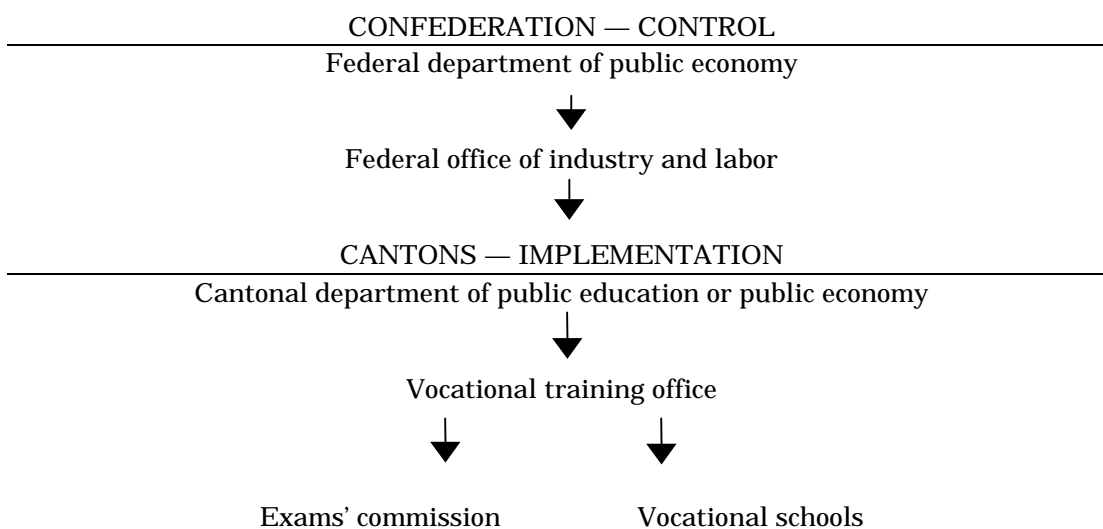 CONFEDERATION — CONTROL
Federal department of public economy
Federal office of industry and labor
CANTONS — IMPLEMENTATION
Cantonal department of public education or public economy
Vocational training office
Exams' commission Vocational schools